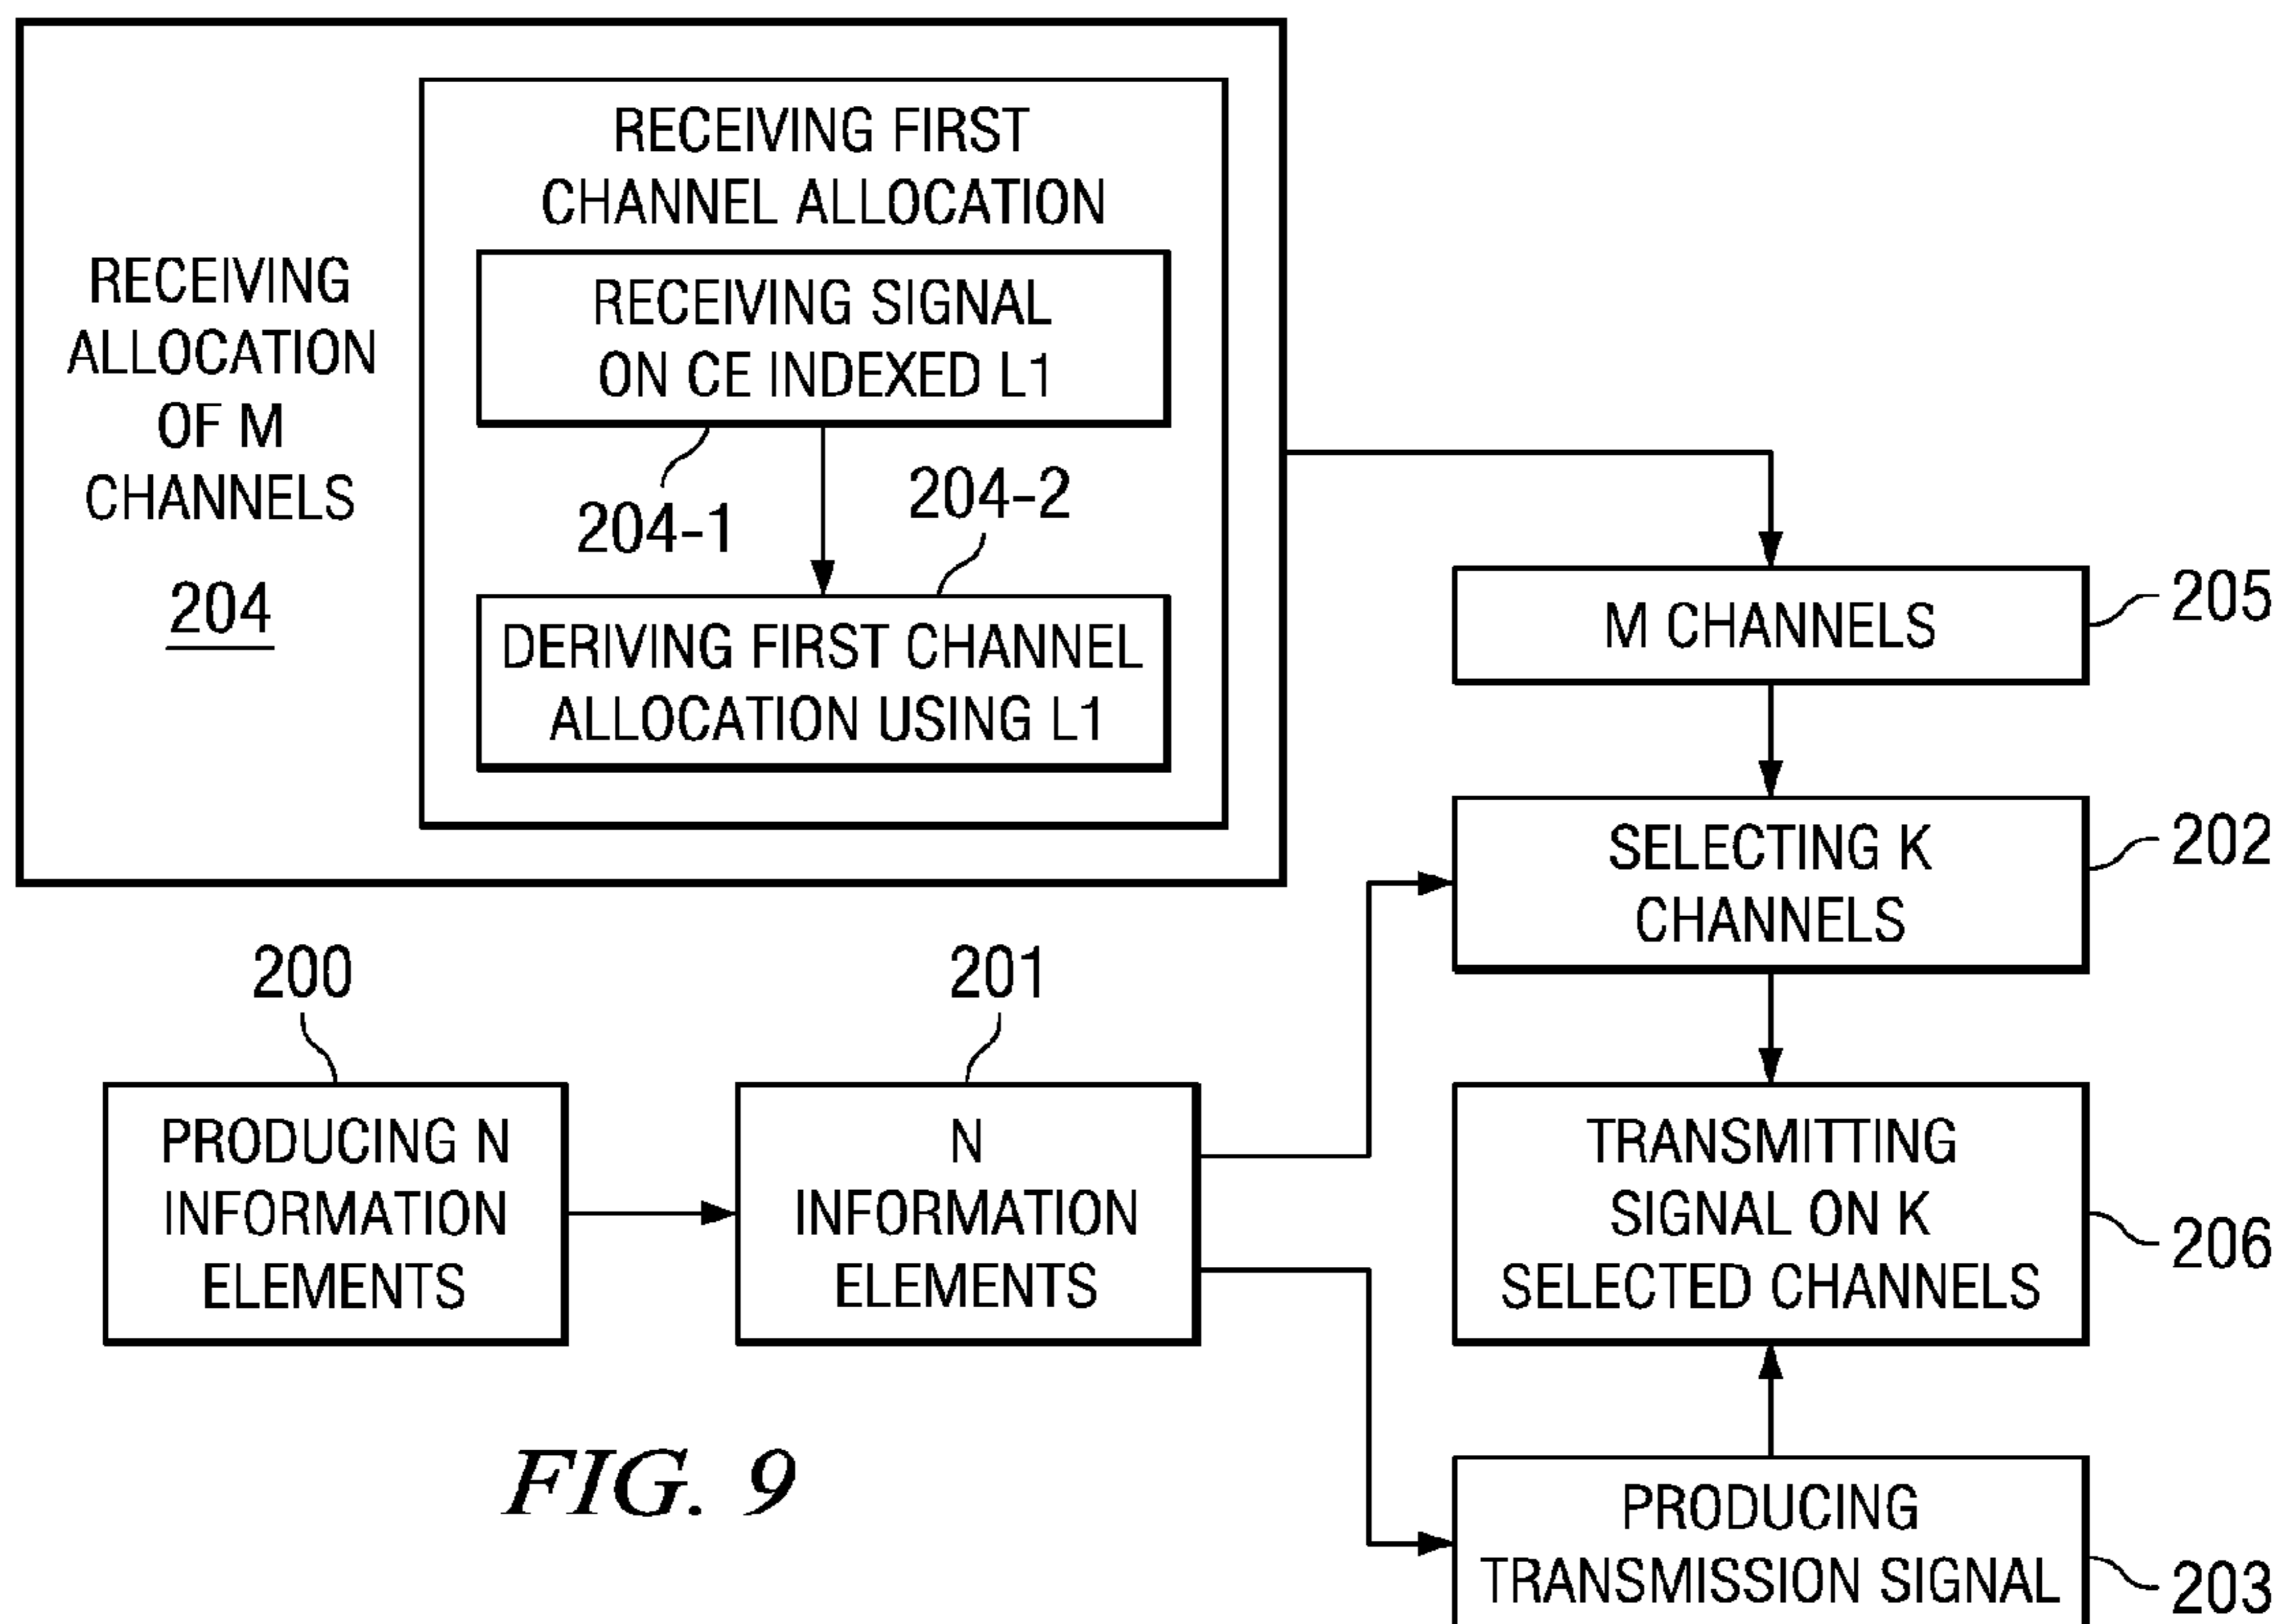 RECEIVING
ALLOCATION
OF M
CHANNELS
204
RECEIVING FIRST
CHANNEL ALLOCATION
RECEIVING SIGNAL
ON CE INDEXED L1
204-1
204-2
DERIVING FIRST CHANNEL
ALLOCATION USING L1
M CHANNELS
205
SELECTING K
CHANNELS
202
200
PRODUCING N
INFORMATION
ELEMENTS
201
N
INFORMATION
ELEMENTS
TRANSMITTING
SIGNAL ON K
SELECTED CHANNELS
206
PRODUCING
TRANSMISSION SIGNAL
203
FIG. 9